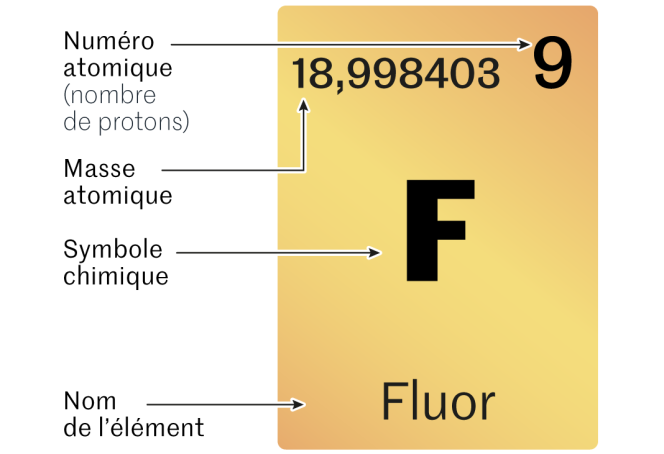 Numéro
atomique
(nombre
de protons)
Masse
atomique
Symbole
chimique
Nom
de l'élément
18,998403
9
F
Fluor